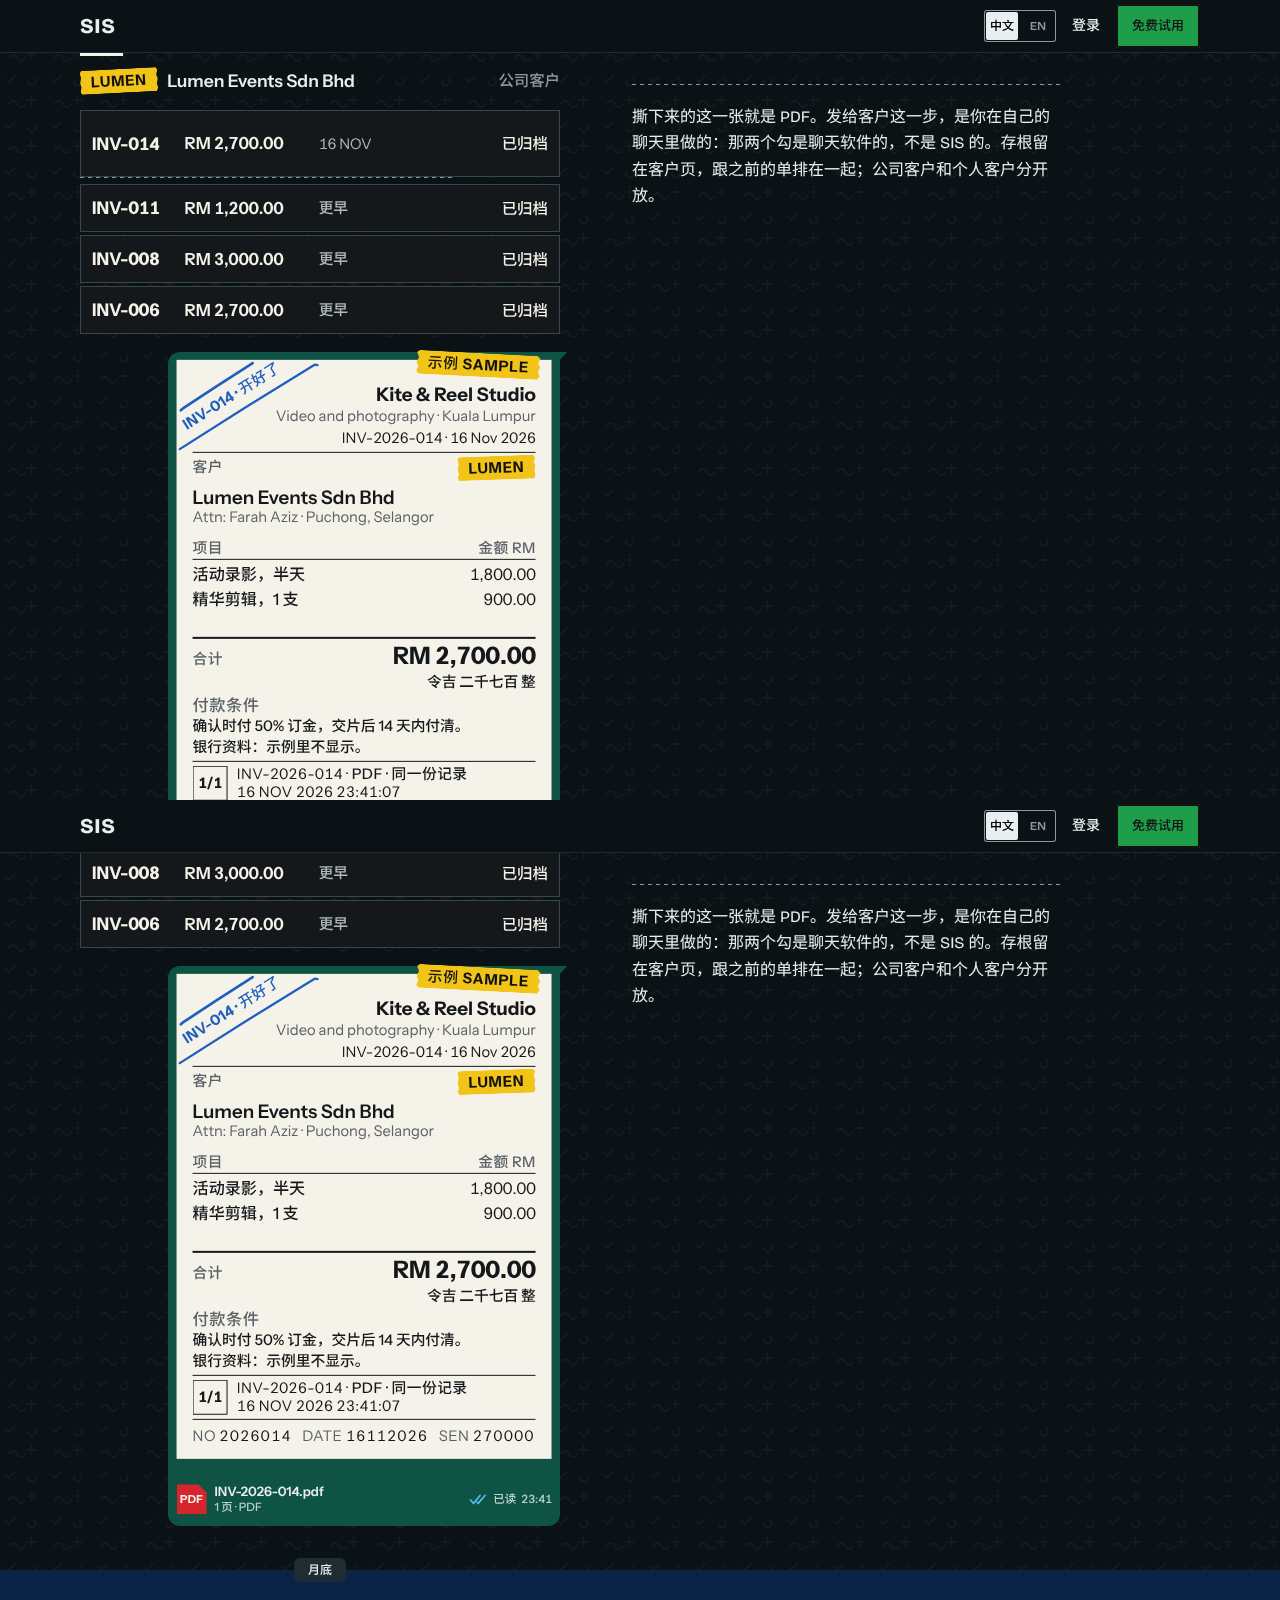 SIS
中文 EN 登录 免费试用
LUMEN Lumen Events Sdn Bhd 公司客户
INV-014 RM 2,700.00 16 NOV 已归档
INV-011 RM 1,200.00 更早 已归档
INV-008 RM 3,000.00 更早 已归档
INV-006 RM 2,700.00 更早 已归档
撕下来的这一张就是 PDF。发给客户这一步，是你在自己的
聊天里做的：那两个勾是聊天软件的，不是 SIS 的。存根留
在客户页，跟之前的单排在一起；公司客户和个人客户分开
放。
示例 SAMPLE
INV-014·开好了
Kite & Reel Studio
Video and photography·Kuala Lumpur
INV-2026-014·16 Nov 2026
客户 LUMEN
Lumen Events Sdn Bhd
Attn: Farah Aziz·Puchong, Selangor
项目 金额 RM
活动录影，半天 1,800.00
精华剪辑，1 支 900.00
合计 RM 2,700.00
令吉 二千七百 整
付款条件
确认时付 50% 订金，交片后 14 天内付清。
银行资料：示例里不显示。
1/1 INV-2026-014·PDF·同一份记录
16 NOV 2026 23:41:07
SIS
中文 EN 登录 免费试用
INV-008 RM 3,000.00 更早 已归档
INV-006 RM 2,700.00 更早 已归档
撕下来的这一张就是 PDF。发给客户这一步，是你在自己的
聊天里做的：那两个勾是聊天软件的，不是 SIS 的。存根留
在客户页，跟之前的单排在一起；公司客户和个人客户分开
放。
示例 SAMPLE
INV-014·开好了
Kite & Reel Studio
Video and photography·Kuala Lumpur
INV-2026-014·16 Nov 2026
客户 LUMEN
Lumen Events Sdn Bhd
Attn: Farah Aziz·Puchong, Selangor
项目 金额 RM
活动录影，半天 1,800.00
精华剪辑，1 支 900.00
合计 RM 2,700.00
令吉 二千七百 整
付款条件
确认时付 50% 订金，交片后 14 天内付清。
银行资料：示例里不显示。
1/1 INV-2026-014·PDF·同一份记录
16 NOV 2026 23:41:07
NO 2026014 DATE 16112026 SEN 270000
PDF INV-2026-014.pdf
1 页·PDF 已读 23:41
月底